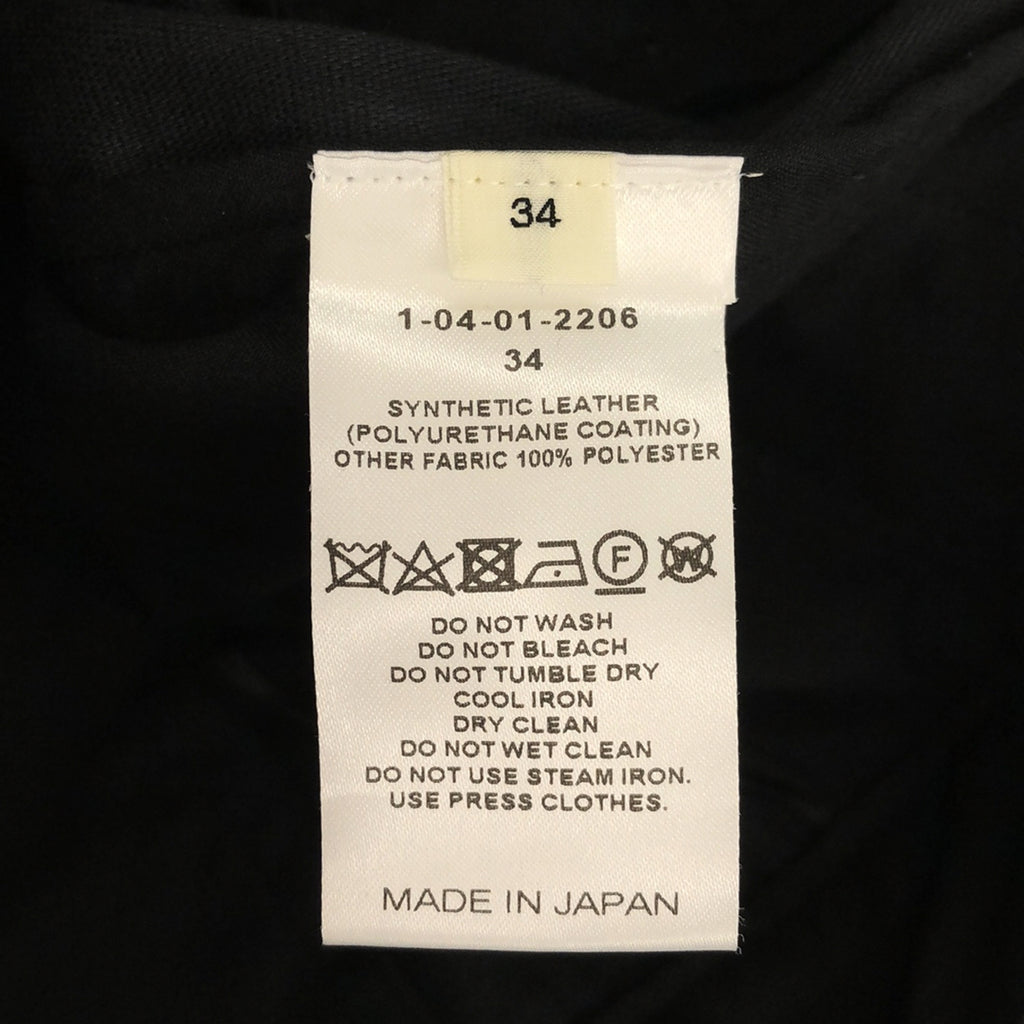 34
1-04-01-2206
34
SYNTHETIC LEATHER
(POLYURETHANE COATING)
OTHER FABRIC 100% POLYESTER
F W
DO NOT WASH
DO NOT BLEACH
DO NOT TUMBLE DRY
COOL IRON
DRY CLEAN
DO NOT WET CLEAN
DO NOT USE STEAM IRON.
USE PRESS CLOTHES.
MADE IN JAPAN